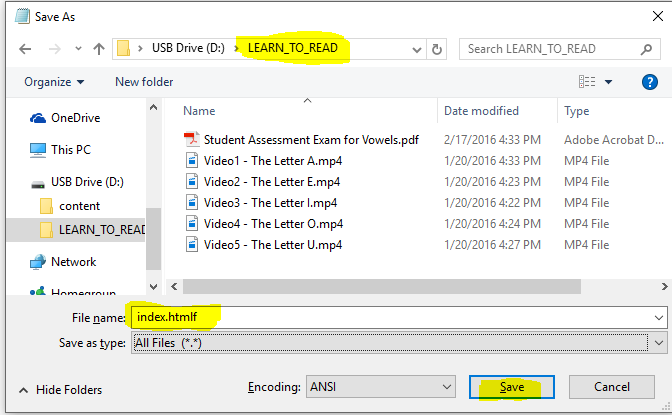 Save As
USB Drive (D:) > LEARN_TO_READ
Search LEARN_TO_READ
Organize
New folder
?
OneDrive
This PC
USB Drive (D:)
content
LEARN_TO_READ
Network
Homegroup
Name Date modified Type
Student Assessment Exam for Vowels.pdf 2/17/2016 4:33 PM Adobe Acrobat D...
Video1 - The Letter A.mp4 1/20/2016 4:33 PM MP4 File
Video2 - The Letter E.mp4 1/20/2016 4:23 PM MP4 File
Video3 - The Letter I.mp4 1/20/2016 4:22 PM MP4 File
Video4 - The Letter O.mp4 1/20/2016 4:24 PM MP4 File
Video5 - The Letter U.mp4 1/20/2016 4:27 PM MP4 File
File name: index.htmlf
Save as type: All Files (*.*)
Hide Folders
Encoding: ANSI
Save
Cancel